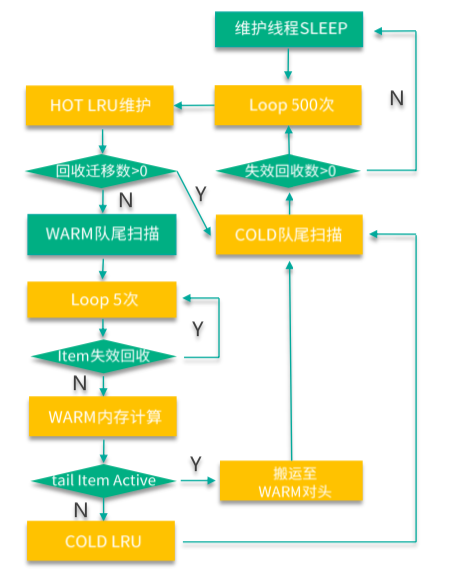 维护线程SLEEP
N
HOT LRU维护
Loop 500次
回收迁移数>0
失效回收数>0
Y
N
WARM队尾扫描
COLD队尾扫描
Loop 5次
Y
Item失效回收
N
WARM内存计算
Y
tail Item Active
搬运至
WARM对头
N
COLD LRU